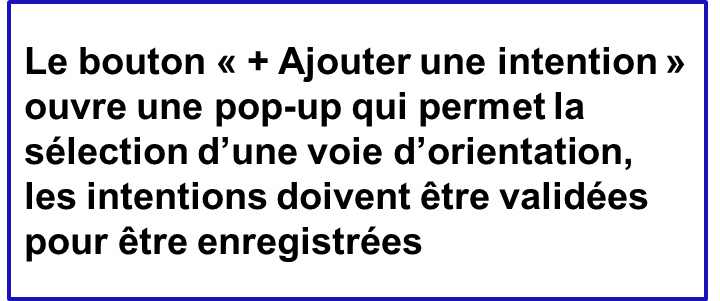 Le bouton « + Ajouter une intention »
ouvre une pop-up qui permet la
sélection d’une voie d’orientation,
les intentions doivent être validées
pour être enregistrées